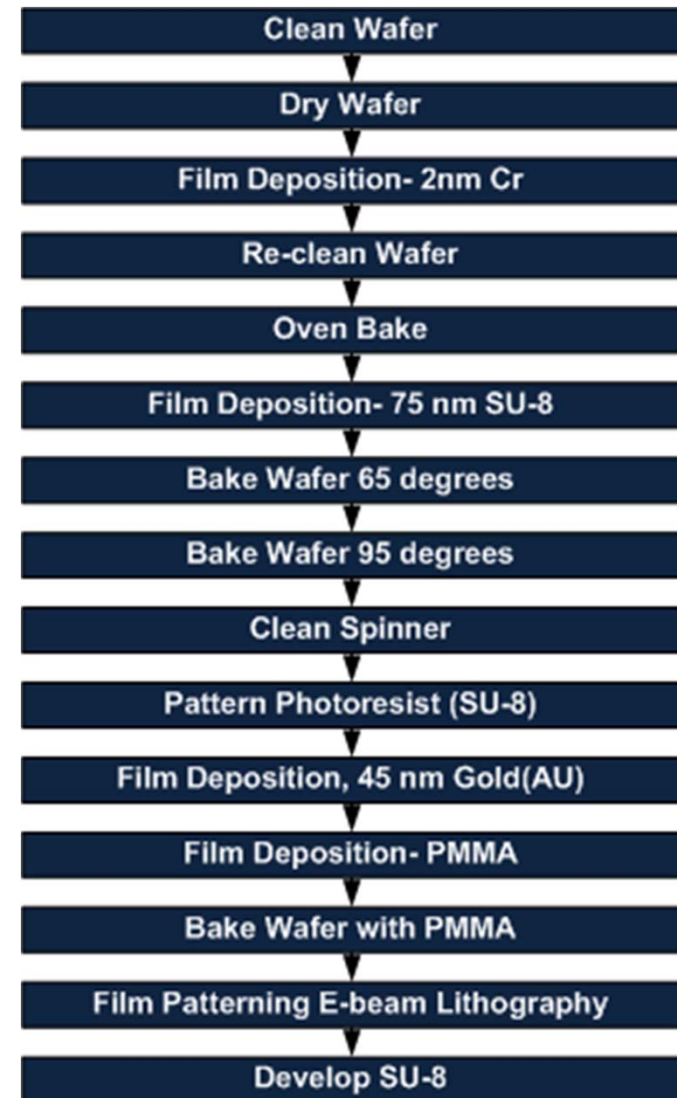 Clean Wafer
Dry Wafer
Film Deposition- 2nm Cr
Re-clean Wafer
Oven Bake
Film Deposition- 75 nm SU-8
Bake Wafer 65 degrees
Bake Wafer 95 degrees
Clean Spinner
Pattern Photoresist (SU-8)
Film Deposition, 45 nm Gold(AU)
Film Deposition- PMMA
Bake Wafer with PMMA
Film Patterning E-beam Lithography
Develop SU-8